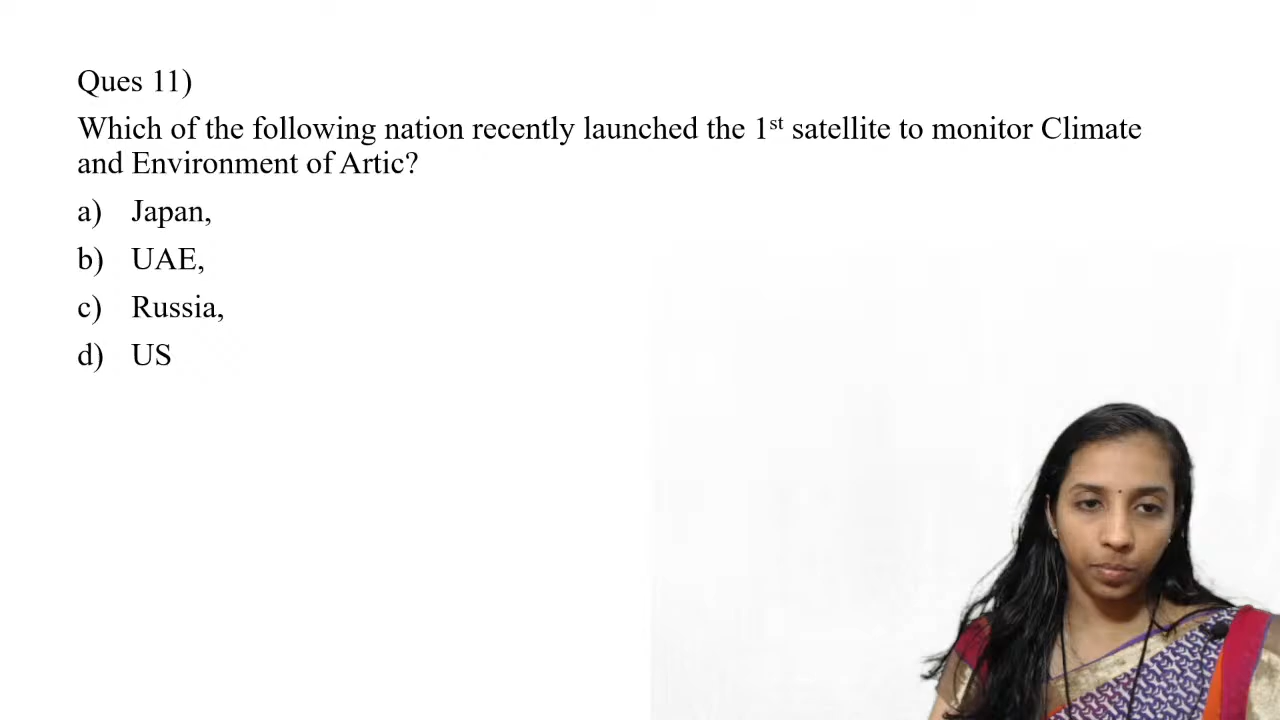 Ques 11)
Which of the following nation recently launched the 1st satellite to monitor Climate
and Environment of Artic?
a) Japan,
b) UAE,
c) Russia,
d) US